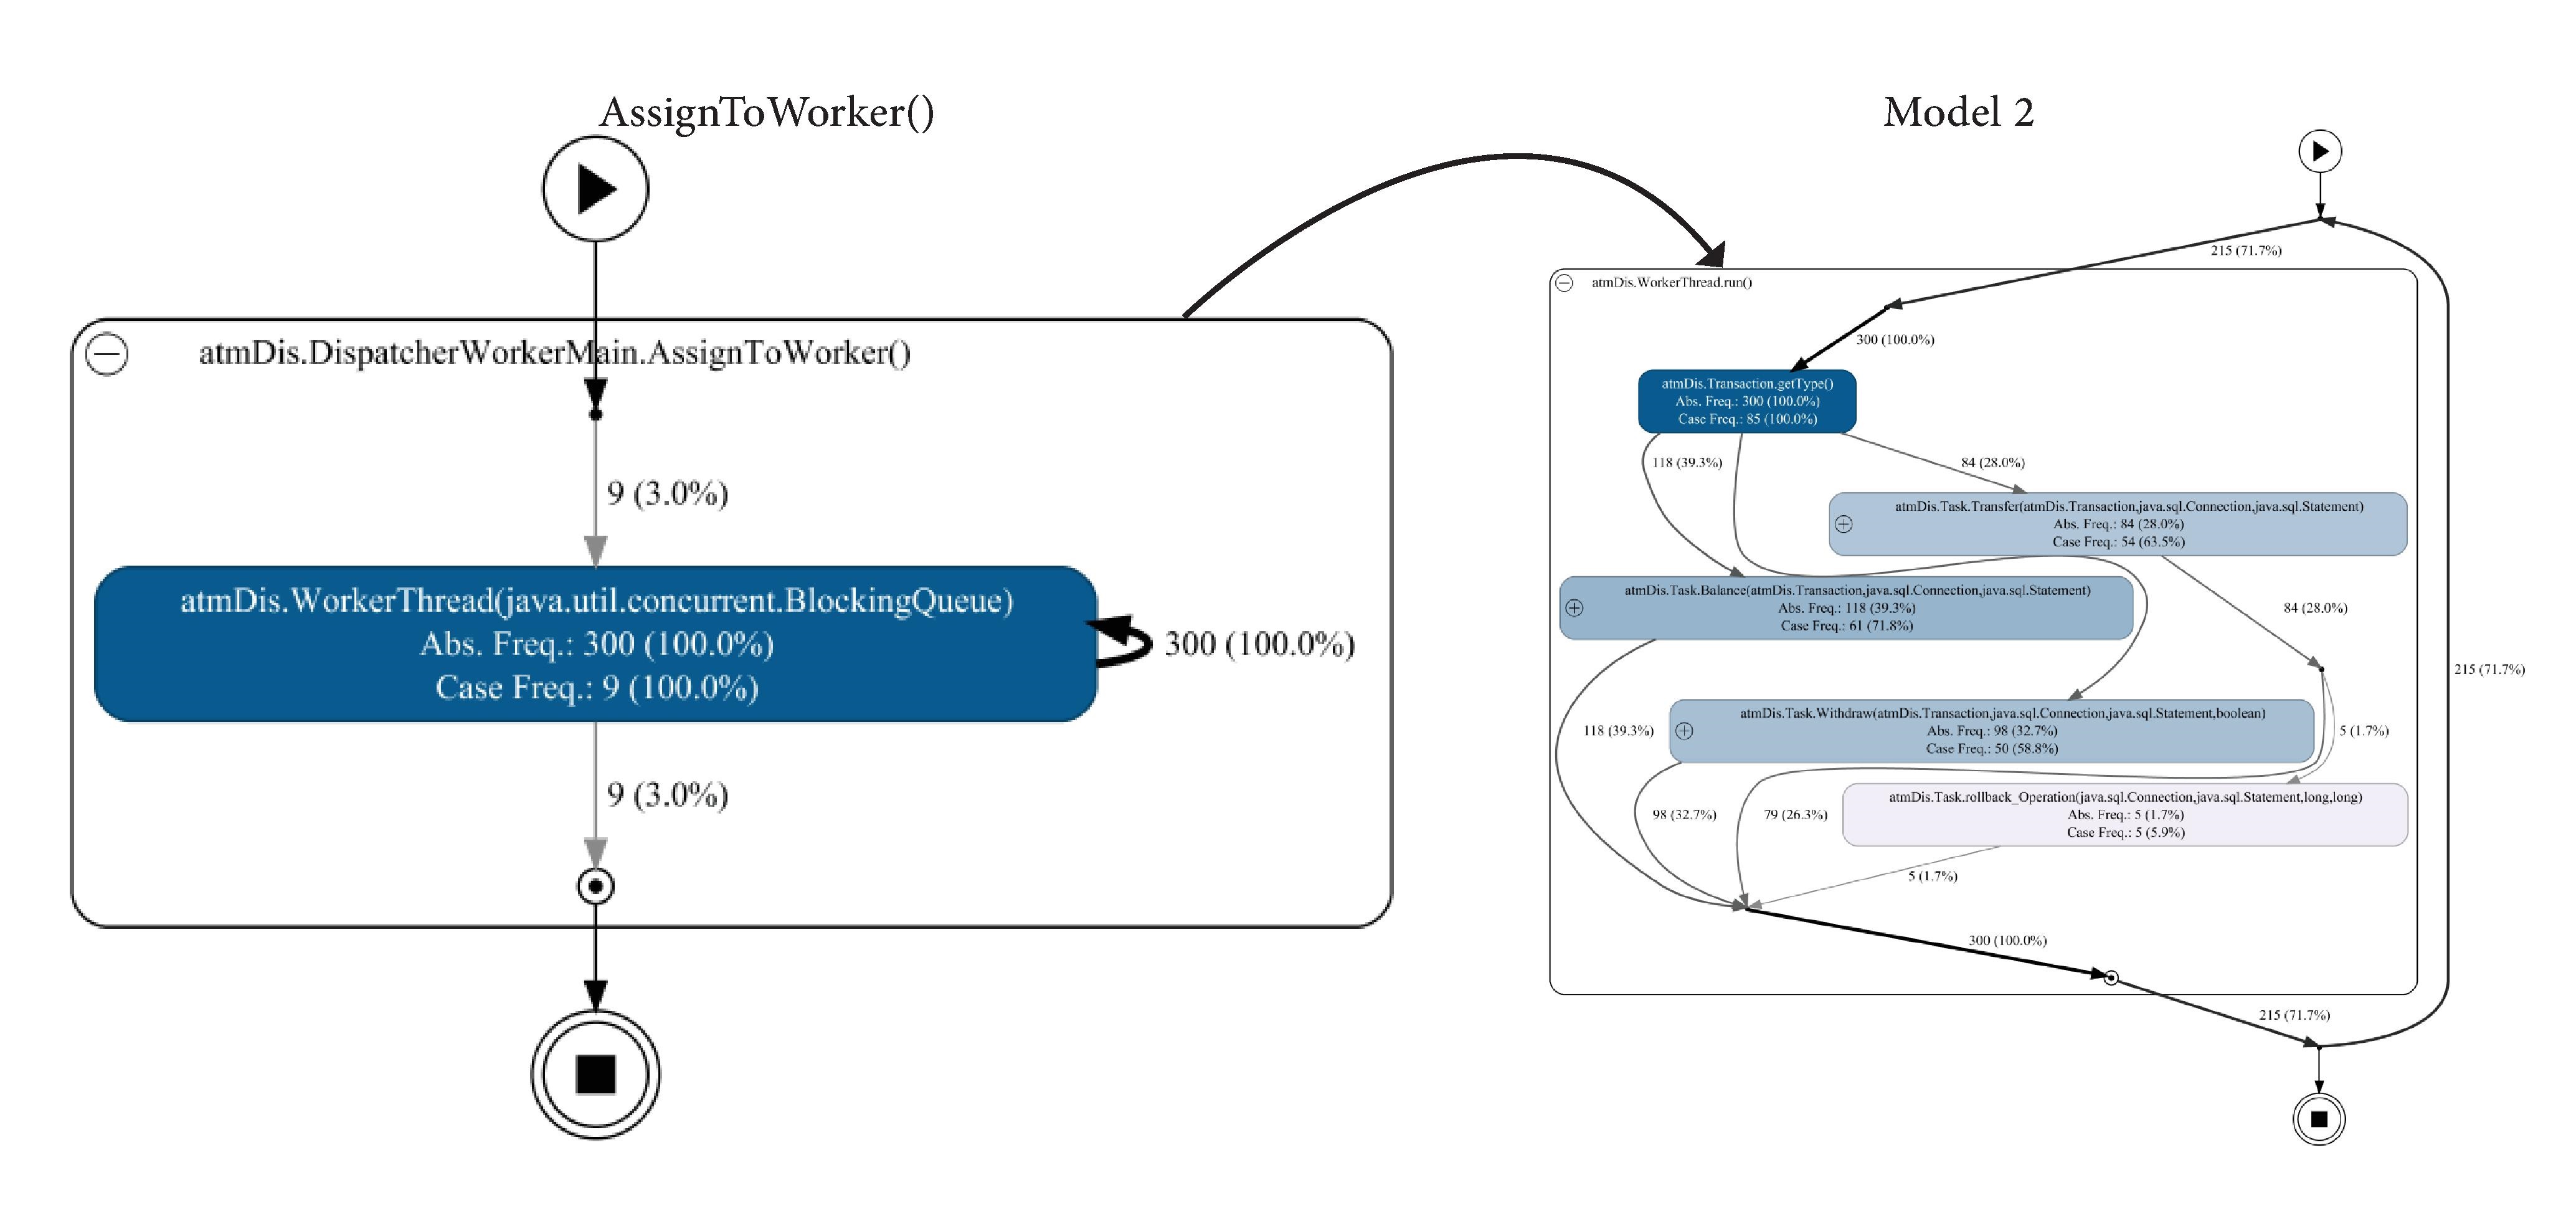 AssignToWorker()
atmDis.DispatcherWorkerMain.AssignToWorker()
9 (3.0%)
atmDis.WorkerThread(java.util.concurrent.BlockingQueue)
Abs. Freq.: 300 (100.0%)
Case Freq.: 9 (100.0%)
300 (100.0%)
9 (3.0%)
Model 2
215 (71.7%)
atmDis.WorkerThread.run()
300 (100.0%)
atmDis.Transaction.getType()
Abs. Freq.: 300 (100.0%)
Case Freq.: 85 (100.0%)
118 (39.3%)
84 (28.0%)
atmDis.Task.Transfer(atmDis.Transaction,java.sql.Connection,java.sql.Statement)
Abs. Freq.: 84 (28.0%)
Case Freq.: 54 (63.5%)
atmDis.Task.Balance(atmDis.Transaction,java.sql.Connection,java.sql.Statement)
Abs. Freq.: 118 (39.3%)
Case Freq.: 61 (71.8%)
84 (28.0%)
215 (71.7%)
atmDis.Task.Withdraw(atmDis.Transaction,java.sql.Connection,java.sql.Statement,boolean)
Abs. Freq.: 98 (32.7%)
Case Freq.: 50 (58.8%)
118 (39.3%)
5 (1.7%)
atmDis.Task.rollback_Operation(java.sql.Connection,java.sql.Statement,long,long)
Abs. Freq.: 5 (1.7%)
Case Freq.: 5 (5.9%)
98 (32.7%)
79 (26.3%)
5 (1.7%)
300 (100.0%)
215 (71.7%)